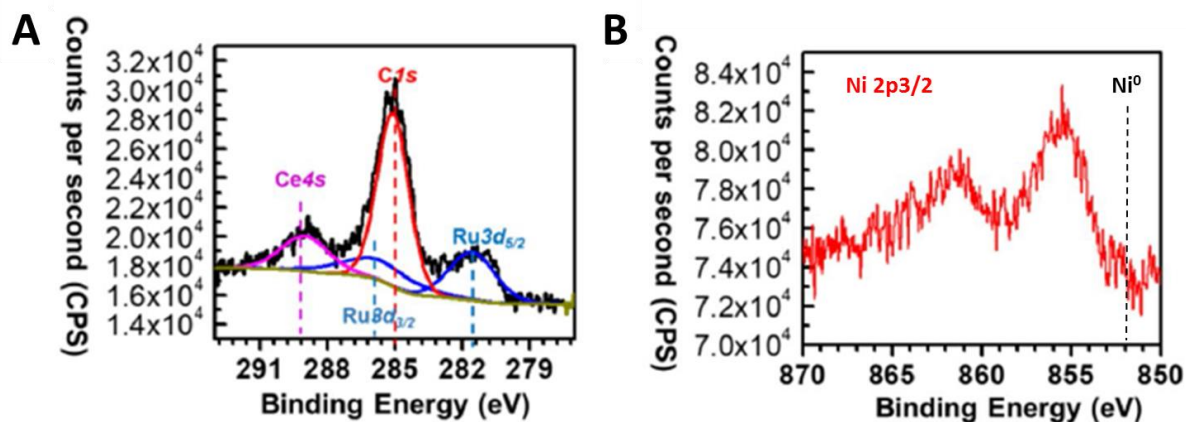 A
Counts per second (CPS)
3.2x10⁴
3.0x10⁴
2.8x10⁴
2.6x10⁴
2.4x10⁴
2.2x10⁴
2.0x10⁴
1.8x10⁴
1.6x10⁴
1.4x10⁴
C1s
Ce4s
Ru3d5/2
Ru3d3/2
291 288 285 282 279
Binding Energy (eV)
B
Counts per second (CPS)
8.4x10⁴
8.2x10⁴
8.0x10⁴
7.8x10⁴
7.6x10⁴
7.4x10⁴
7.2x10⁴
7.0x10⁴
Ni 2p3/2
Ni⁰
870 865 860 855 850
Binding Energy (eV)